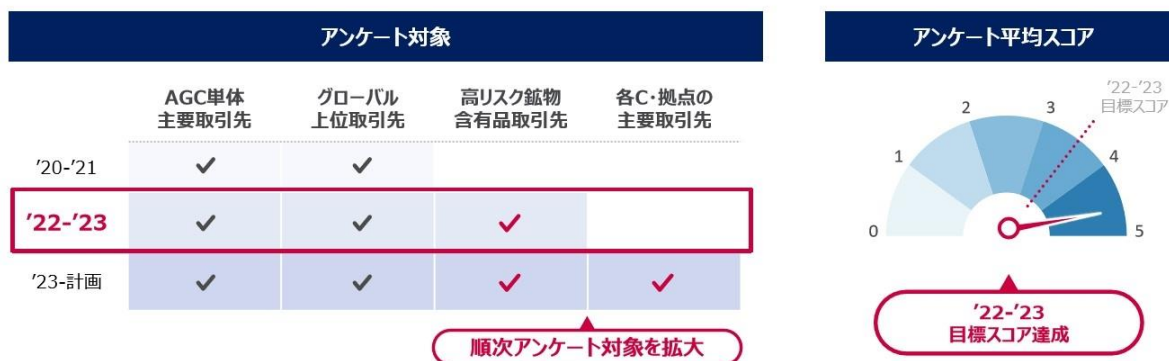 アンケート対象
AGC単体
主要取引先
グローバル
上位取引先
高リスク鉱物
含有品取引先
各C・拠点の
主要取引先
'20-'21
✓ ✓
'22-'23
✓ ✓ ✓
'23-計画
✓ ✓ ✓ ✓
順次アンケート対象を拡大
アンケート平均スコア
'22-'23
目標スコア
0
1
2
3
4
5
'22-'23
目標スコア達成